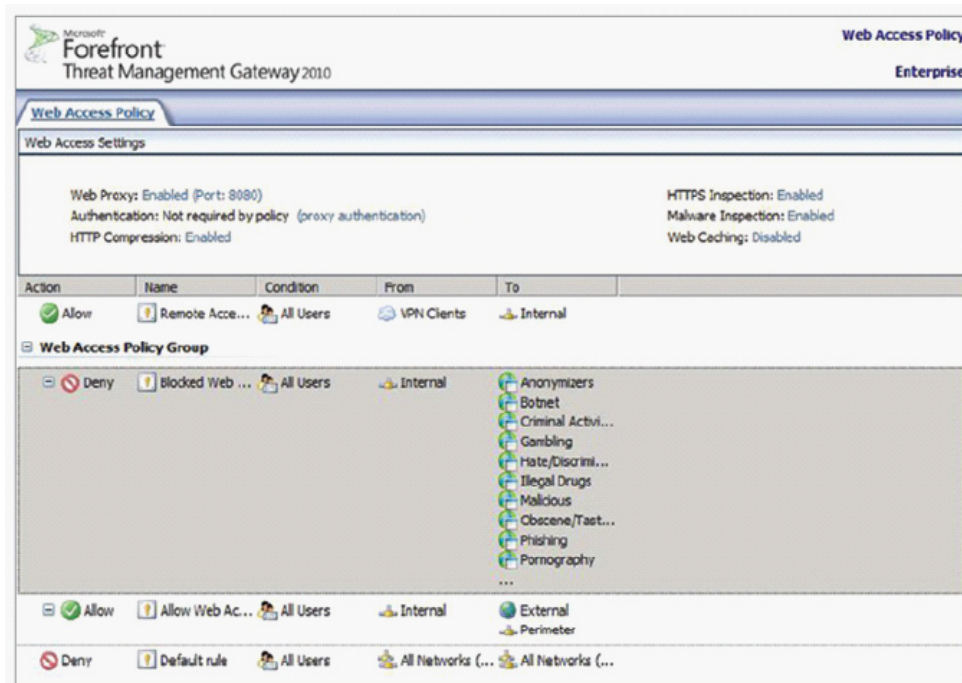 Microsoft
Forefront
Threat Management Gateway 2010
Web Access Policy
Enterprise
Web Access Policy
Web Access Settings
Web Proxy: Enabled (Port: 8080)
Authentication: Not required by policy (proxy authentication)
HTTP Compression: Enabled
HTTPS Inspection: Enabled
Malware Inspection: Enabled
Web Caching: Disabled
Action Name Condition From To
Allow Remote Acce... All Users VPN Clients Internal
Web Access Policy Group
Deny Blocked Web ... All Users Internal Anonymizers
Botnet
Criminal Activi...
Gambling
Hate/Discrimi...
Illegal Drugs
Malicious
Obscene/Tast...
Phishing
Pornography
...
Allow Allow Web Ac... All Users Internal External
Perimeter
Deny Default rule All Users All Networks (... All Networks (...